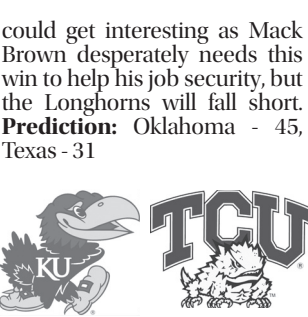 could get interesting as Mack
Brown desperately needs this
win to help his job security, but
the Longhorns will fall short.
Prediction: Oklahoma - 45,
Texas - 31
KU
TCU